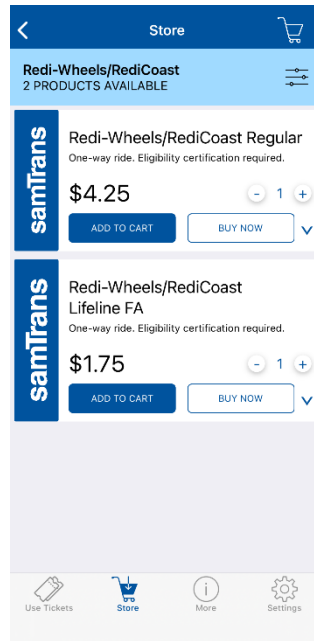 Store
Redi-Wheels/RediCoast
2 PRODUCTS AVAILABLE
samTrans
Redi-Wheels/RediCoast Regular
One-way ride. Eligibility certification required.
$4.25
- 1 +
ADD TO CART
BUY NOW
samTrans
Redi-Wheels/RediCoast
Lifeline FA
One-way ride. Eligibility certification required.
$1.75
- 1 +
ADD TO CART
BUY NOW
Use Tickets
Store
More
Settings